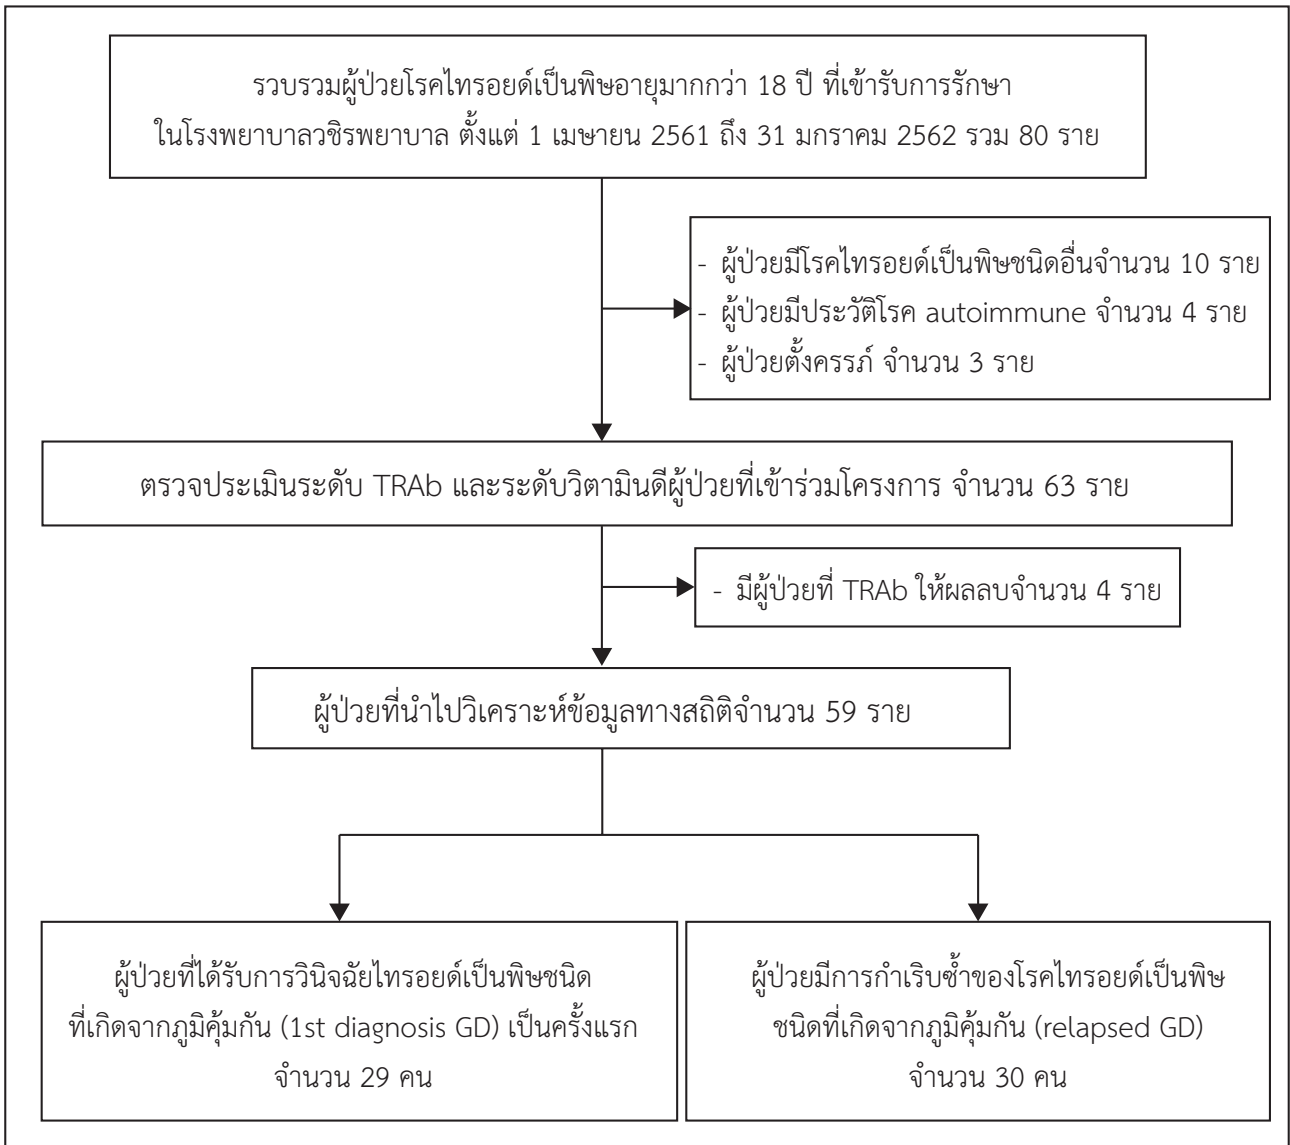 รวบรวมผู้ป่วยโรคไทรอยด์เป็นพิษอายุมากกว่า 18 ปี ที่เข้ารับการรักษา
ในโรงพยาบาลวชิรพยาบาล ตั้งแต่ 1 เมษายน 2561 ถึง 31 มกราคม 2562 รวม 80 ราย
- ผู้ป่วยมีโรคไทรอยด์เป็นพิษชนิดอื่นจำนวน 10 ราย
- ผู้ป่วยมีประวัติโรค autoimmune จำนวน 4 ราย
- ผู้ป่วยตั้งครรภ์ จำนวน 3 ราย
ตรวจประเมินระดับ TRAb และระดับวิตามินดีผู้ป่วยที่เข้าร่วมโครงการ จำนวน 63 ราย
- มีผู้ป่วยที่ TRAb ให้ผลลบจำนวน 4 ราย
ผู้ป่วยที่นำไปวิเคราะห์ข้อมูลทางสถิติจำนวน 59 ราย
ผู้ป่วยที่ได้รับการวินิจฉัยไทรอยด์เป็นพิษชนิด
ที่เกิดจากภูมิคุ้มกัน (1st diagnosis GD) เป็นครั้งแรก
จำนวน 29 คน
ผู้ป่วยมีการกำเริบซ้ำของโรคไทรอยด์เป็นพิษ
ชนิดที่เกิดจากภูมิคุ้มกัน (relapsed GD)
จำนวน 30 คน